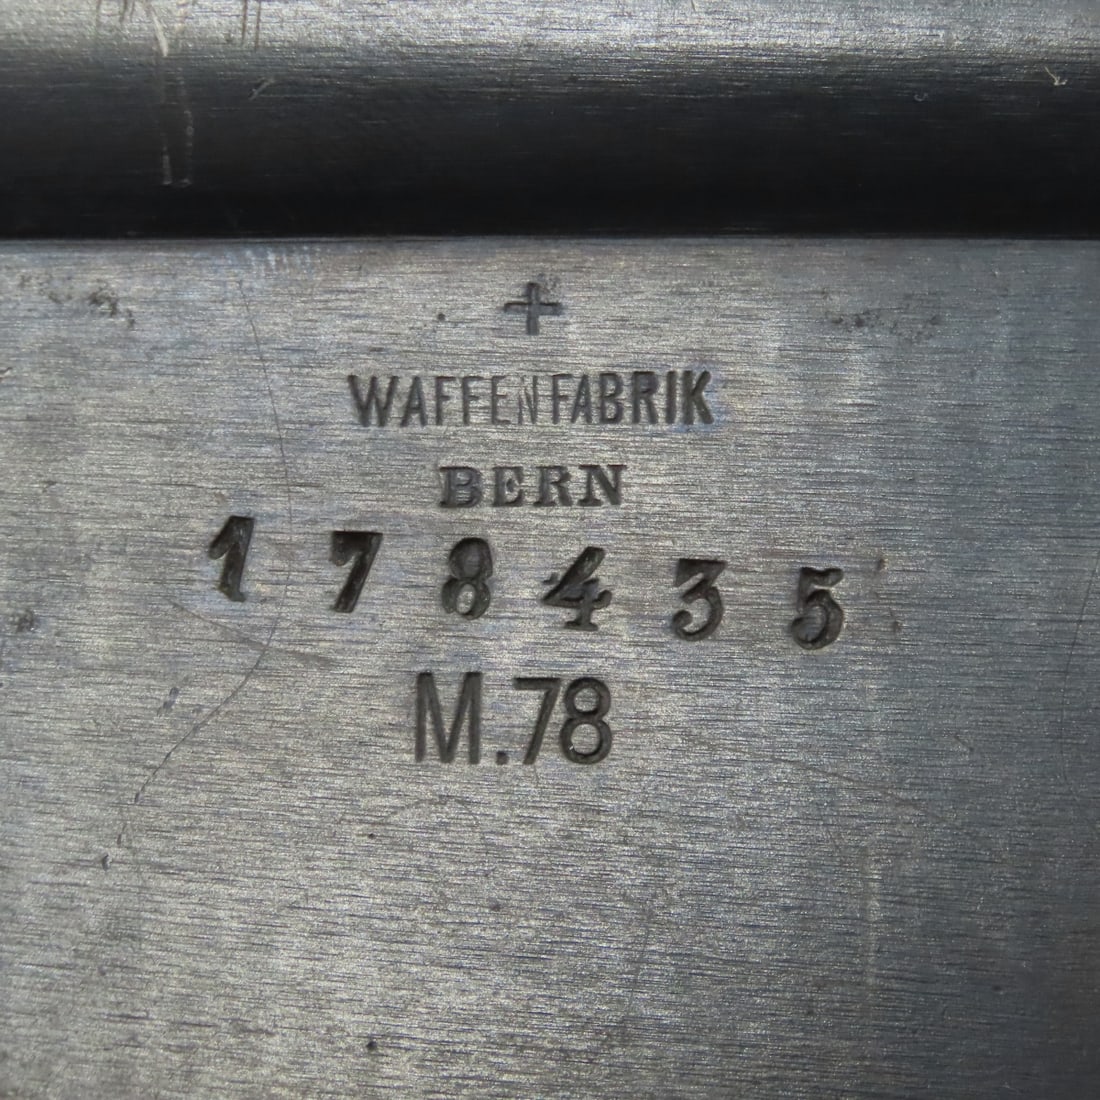 +
WAFFENFABRIK
BERN
178435
M.78